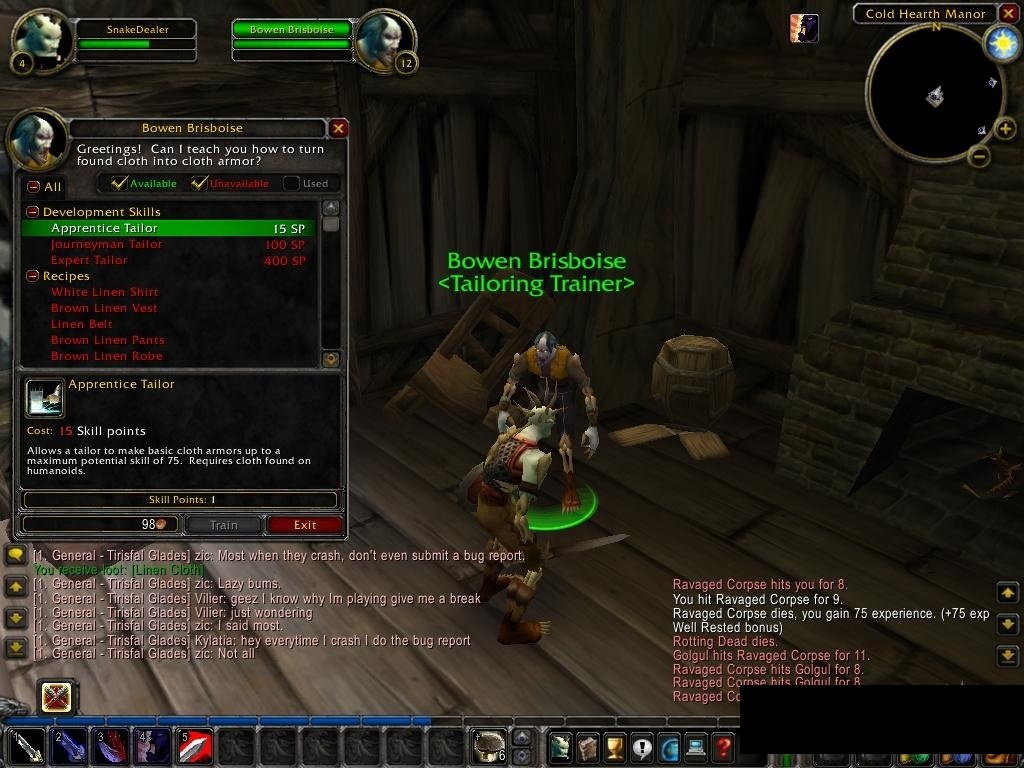 SnakeDealer
4
Bowen Brisboise
12
Cold Hearth Manor
N
Bowen Brisboise
Greetings!  Can I teach you how to turn
found cloth into cloth armor?
All
Available
Unavailable
Used
Development Skills
Apprentice Tailor 15 SP
Journeyman Tailor 100 SP
Expert Tailor 400 SP
Recipes
White Linen Shirt
Brown Linen Vest
Linen Belt
Brown Linen Pants
Brown Linen Robe
Apprentice Tailor
Cost: 15 Skill points
Allows a tailor to make basic cloth armors up to a
maximum potential skill of 75.  Requires cloth found on
humanoids.
Skill Points: 1
98
Train
Exit
Bowen Brisboise
<Tailoring Trainer>
[1. General - Tirisfal Glades] zic: Most when they crash, don't even submit a bug report.
You receive loot: [Linen Cloth]
[1. General - Tirisfal Glades] zic: Lazy bums.
[1. General - Tirisfal Glades] Vilier: geez I know why Im playing give me a break
[1. General - Tirisfal Glades] Vilier: just wondering
[1. General - Tirisfal Glades] zic: I said most.
[1. General - Tirisfal Glades] Kylatia: hey everytime I crash I do the bug report
[1. General - Tirisfal Glades] zic: Not all
Ravaged Corpse hits you for 8.
You hit Ravaged Corpse for 9.
Ravaged Corpse dies, you gain 75 experience. (+75 exp
Well Rested bonus)
Rotting Dead dies.
Golgul hits Ravaged Corpse for 11.
Ravaged Corpse hits Golgul for 8.
Ravaged Corpse hits Golgul for 8.
Ravaged
1
2
3
4
5
6